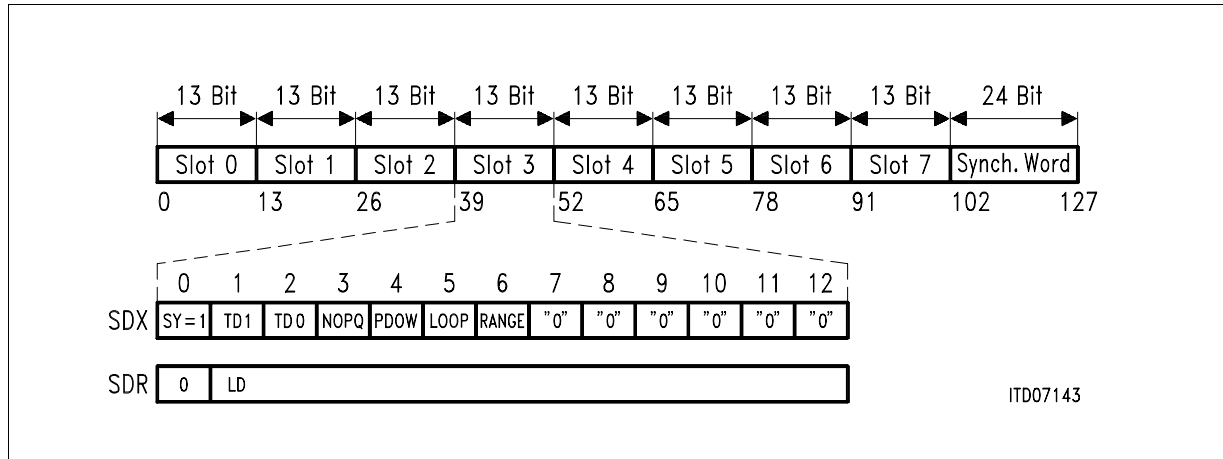 13 Bit 13 Bit 13 Bit 13 Bit 13 Bit 13 Bit 13 Bit 13 Bit 24 Bit
Slot 0 Slot 1 Slot 2 Slot 3 Slot 4 Slot 5 Slot 6 Slot 7 Synch. Word
0 13 26 39 52 65 78 91 102 127
0 1 2 3 4 5 6 7 8 9 10 11 12
SDX SY=1 TD1 TD0 NOPQ PDOW LOOP RANGE "0" "0" "0" "0" "0" "0"
SDR 0 LD
ITD07143